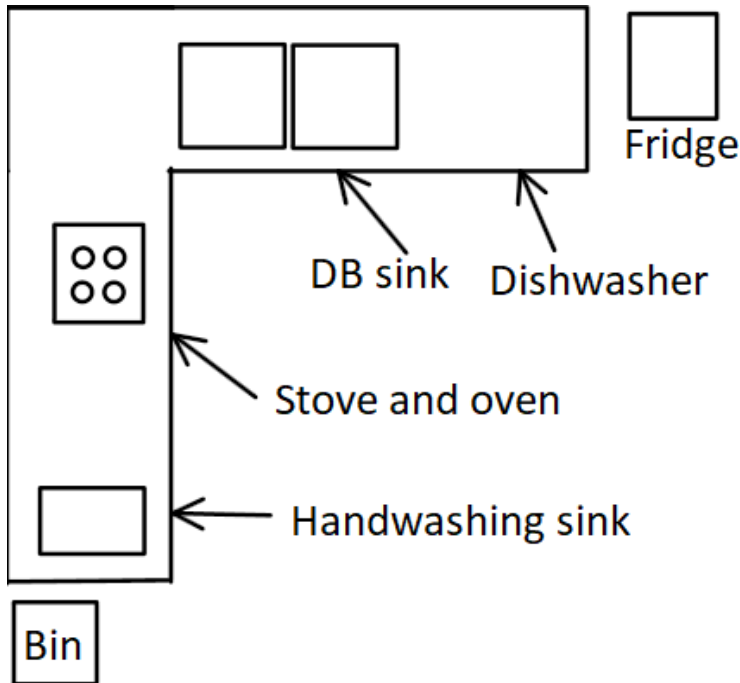 Fridge
DB sink
Dishwasher
Stove and oven
Handwashing sink
Bin